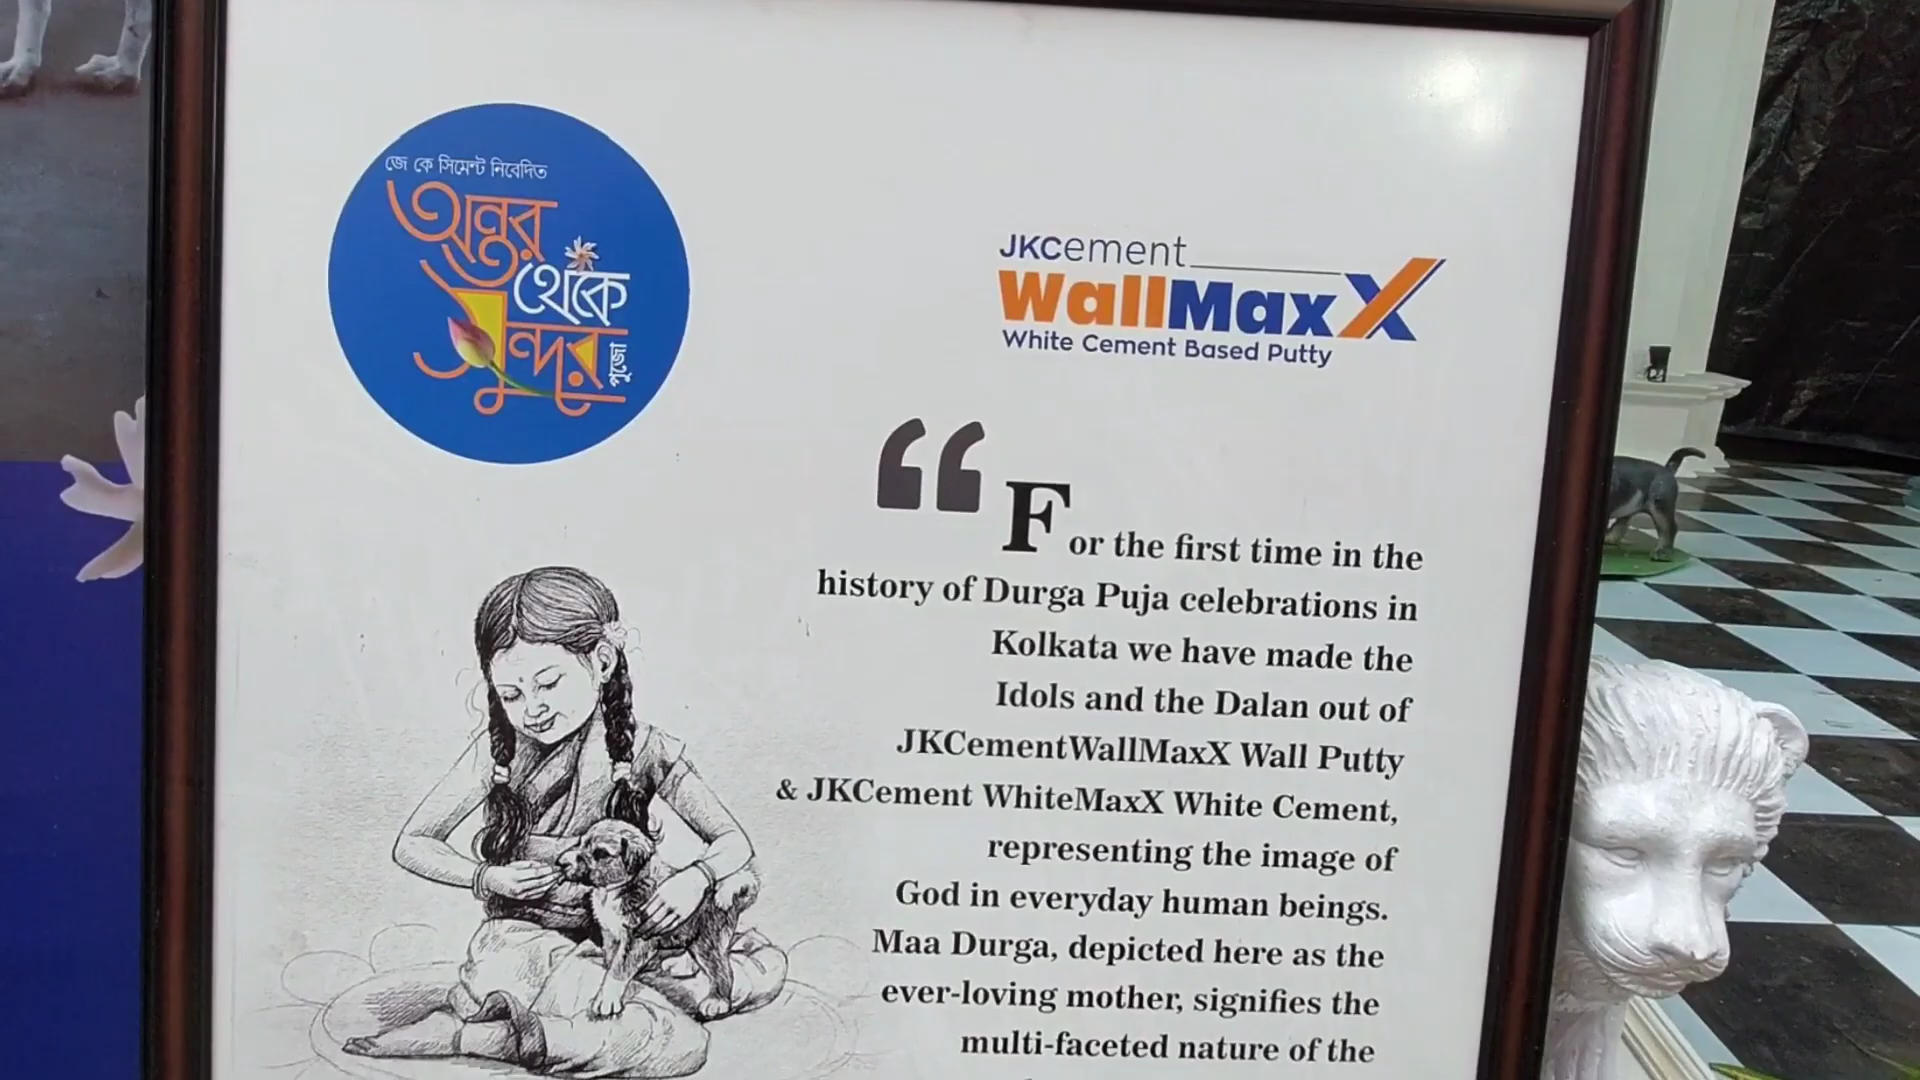 জে কে সিমেন্ট নিবেদিত
অন্তর
থেকে
সুন্দর
পুজো
JKCement
WallMaxX
White Cement Based Putty
“For the first time in the
history of Durga Puja celebrations in
Kolkata we have made the
Idols and the Dalan out of
JKCementWallMaxX Wall Putty
& JKCement WhiteMaxX White Cement,
representing the image of
God in everyday human beings.
Maa Durga, depicted here as the
ever-loving mother, signifies the
multi-faceted nature of the